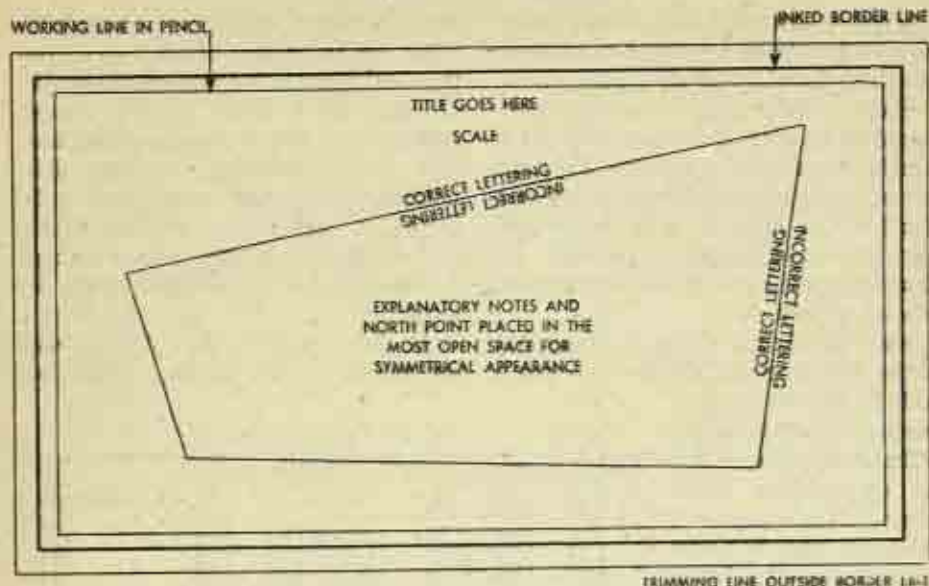 WORKING LINE IN PENCIL
INKED BORDER LINE
TITLE GOES HERE
SCALE
CORRECT LETTERING
INCORRECT LETTERING
INCORRECT LETTERING
CORRECT LETTERING
EXPLANATORY NOTES AND
NORTH POINT PLACED IN THE
MOST OPEN SPACE FOR
SYMMETRICAL APPEARANCE
TRIMMING LINE OUTSIDE BORDER